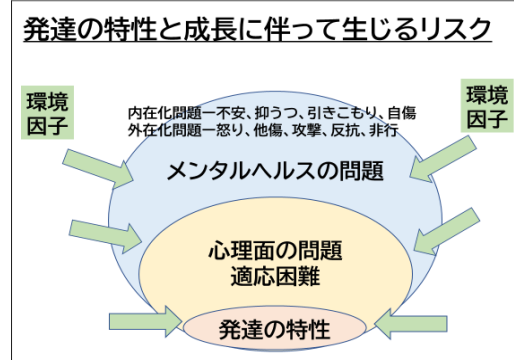 発達の特性と成長に伴って生じるリスク
環境
因子
環境
因子
内在化問題ー不安、抑うつ、引きこもり、自傷
外在化問題ー怒り、他傷、攻撃、反抗、非行
メンタルヘルスの問題
心理面の問題
適応困難
発達の特性